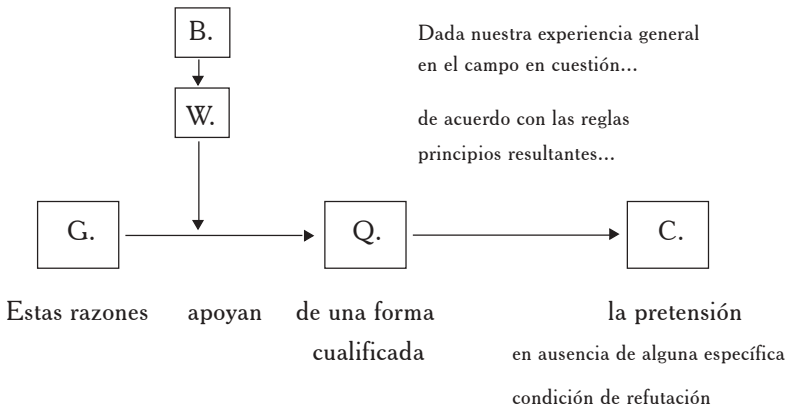 B.
Dada nuestra experiencia general
en el campo en cuestión...
W.
de acuerdo con las reglas
principios resultantes...
G.
Q.
C.
Estas razones
apoyan
de una forma
cualificada
la pretensión
en ausencia de alguna específica
condición de refutación